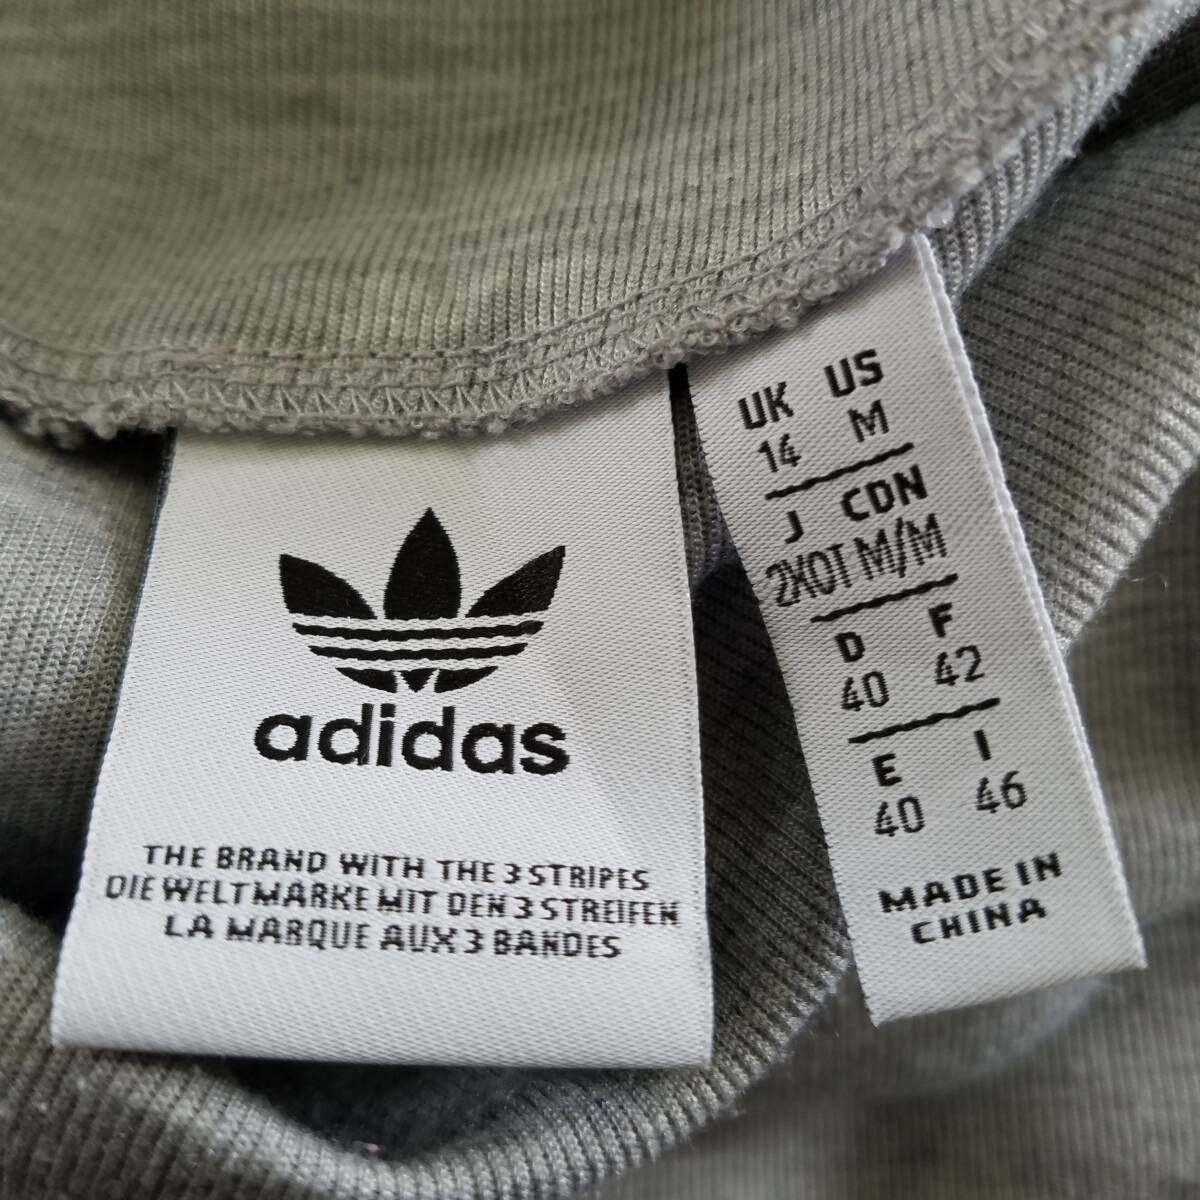 adidas
THE BRAND WITH THE 3 STRIPES
DIE WELTMARKE MIT DEN 3 STREIFEN
LA MARQUE AUX 3 BANDES
UK US
14 M
J CDN
2XOT M/M
D F
40 42
E I
40 46
MADE IN
CHINA